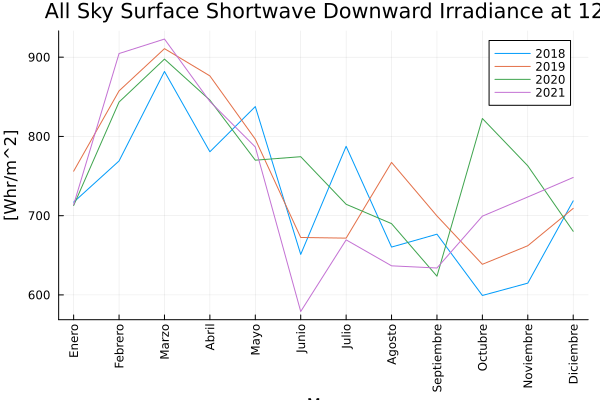 All Sky Surface Shortwave Downward Irradiance at 12
[Whr/m^2]
900
800
700
600
2018
2019
2020
2021
Enero
Febrero
Marzo
Abril
Mayo
Junio
Julio
Agosto
Septiembre
Octubre
Noviembre
Diciembre